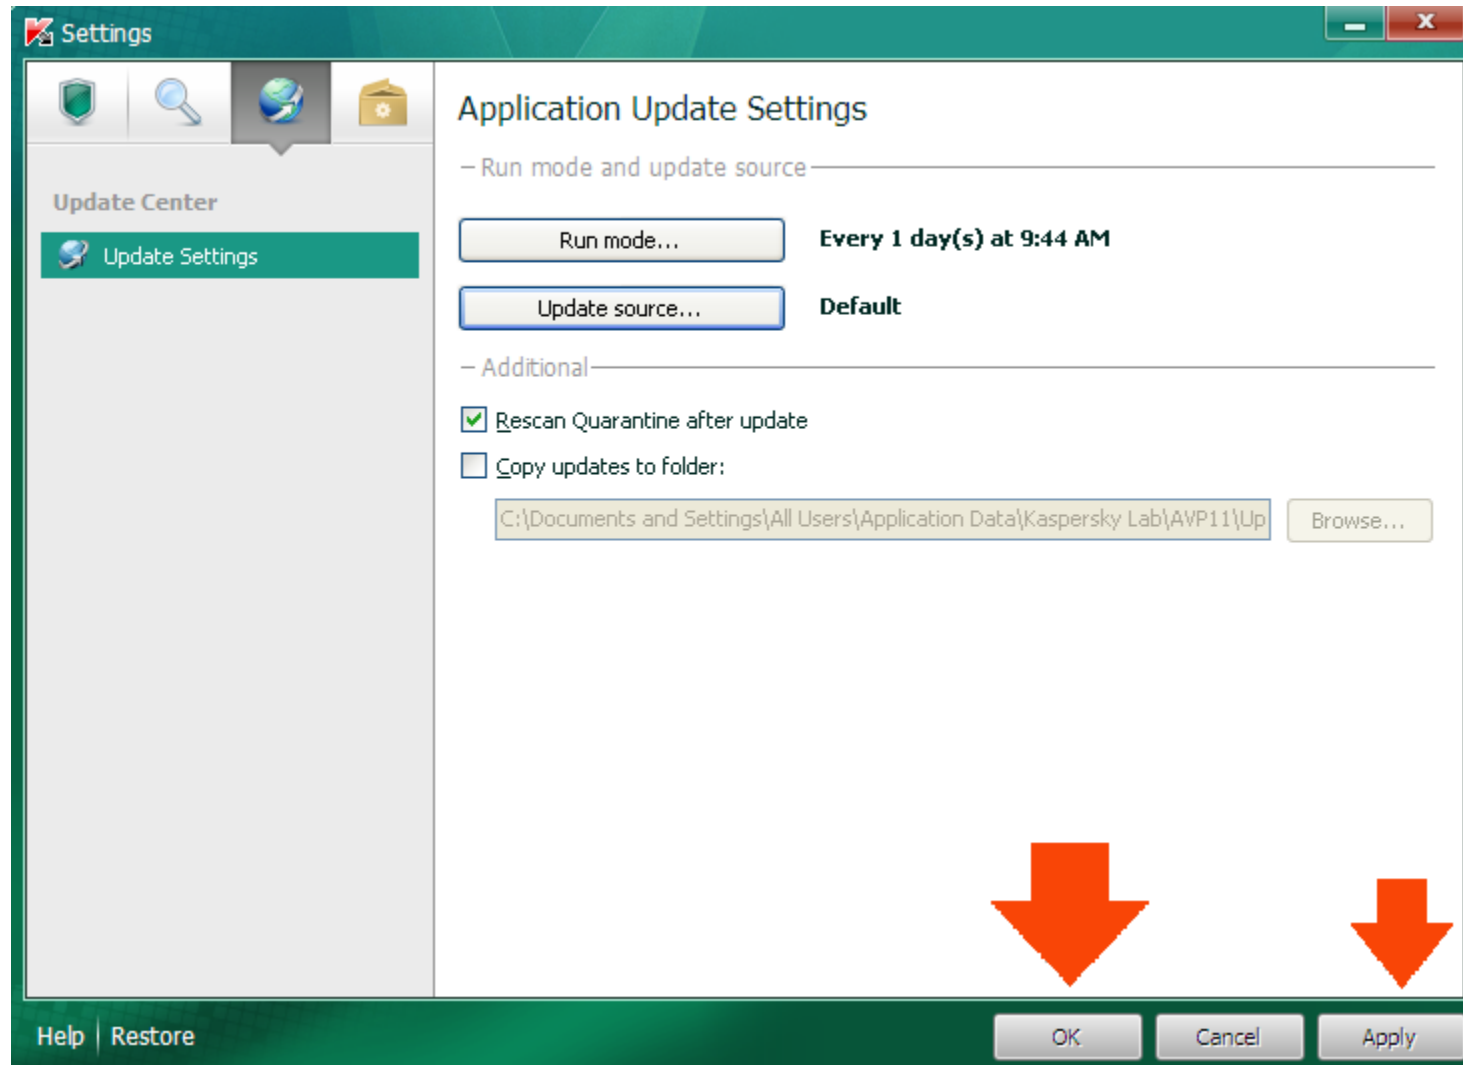 Settings
Application Update Settings
Run mode and update source
Update Center
Run mode...
Every 1 day(s) at 9:44 AM
Update Settings
Update source...
Default
Additional
Rescan Quarantine after update
Copy updates to folder:
C:\Documents and Settings\All Users\Application Data\Kaspersky Lab\AVP11\Up
Browse...
Help
Restore
OK
Cancel
Apply